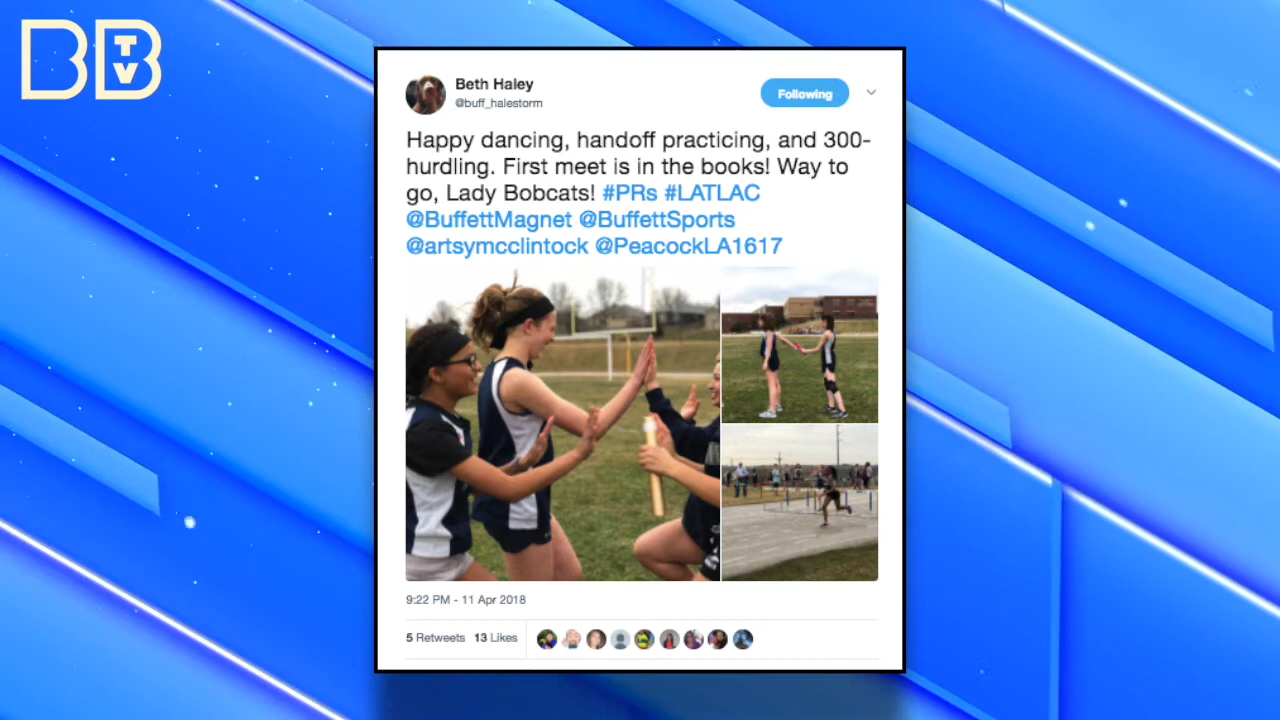 BB
TV
Beth Haley
@buff_halestorm
Following
Happy dancing, handoff practicing, and 300-
hurdling. First meet is in the books! Way to
go, Lady Bobcats! #PRs #LATLAC
@BuffettMagnet @BuffettSports
@artsymcclintock @PeacockLA1617
9:22 PM - 11 Apr 2018
5 Retweets 13 Likes